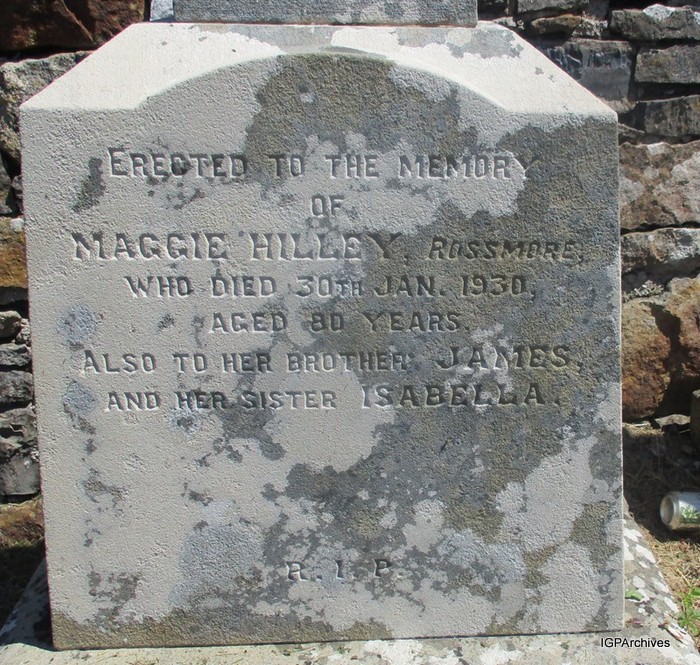 ERECTED TO THE MEMORY
OF
MAGGIE HILLEY, ROSSMORE,
WHO DIED 30TH JAN. 1930,
AGED 80 YEARS.
ALSO TO HER BROTHER JAMES,
AND HER SISTER ISABELLA.
R. I. P.
IGPArchives